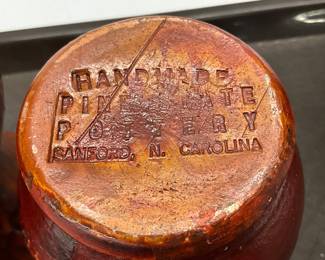 HANDMADE
PINE STATE
POTTERY
SANFORD, N. CAROLINA